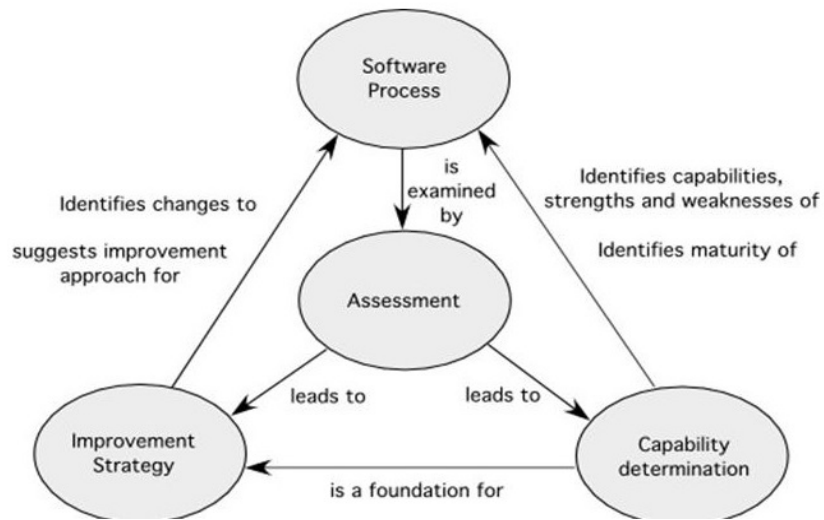 Software
Process
is
examined
by
Identifies capabilities,
strengths and weaknesses of
Identifies changes to
suggests improvement
approach for
Identifies maturity of
Assessment
leads to
leads to
Improvement
Strategy
Capability
determination
is a foundation for